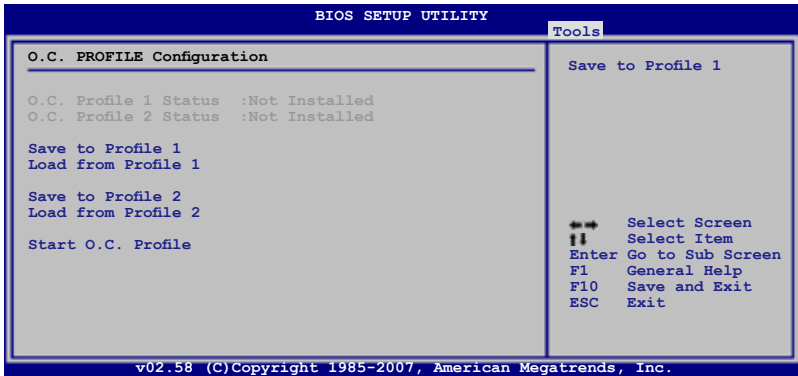 BIOS SETUP UTILITY
Tools
O.C. PROFILE Configuration
O.C. Profile 1 Status :Not Installed
O.C. Profile 2 Status :Not Installed
Save to Profile 1
Load from Profile 1
Save to Profile 2
Load from Profile 2
Start O.C. Profile
Save to Profile 1
Select Screen
Select Item
Enter Go to Sub Screen
F1 General Help
F10 Save and Exit
ESC Exit
v02.58 (C)Copyright 1985-2007, American Megatrends, Inc.